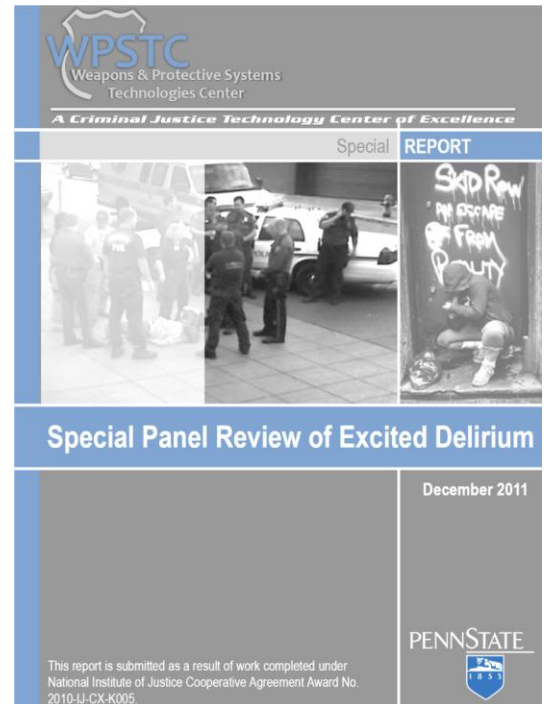 WPSTC
Weapons & Protective Systems
Technologies Center
A Criminal Justice Technology Center of Excellence
Special REPORT
SKID ROW
AN ESCAPE
FROM
REALITY
Special Panel Review of Excited Delirium
December 2011
PENNSTATE
1855
This report is submitted as a result of work completed under
National Institute of Justice Cooperative Agreement Award No.
2010-IJ-CX-K005.